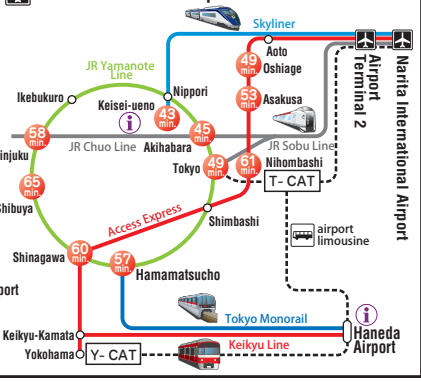 Skyliner
JR Yamanote
Line
Aoto
49
min.
Oshiage
Airport
Terminal 2
Narita International Airport
Ikebukuro
Nippori
Keisei-ueno
43
min.
53
min.
Asakusa
i
58
min.
45
min.
njuku
JR Chuo Line
Akihabara
JR Sobu Line
Tokyo
49
min.
61
min.
Nihombashi
T- CAT
65
min.
Shibuya
Access Express
Shimbashi
airport
limousine
60
min.
Shinagawa
57
min.
Hamamatsucho
port
Tokyo Monorail
i
Keikyu-Kamata
Keikyu Line
Haneda
Airport
Yokohama
Y- CAT